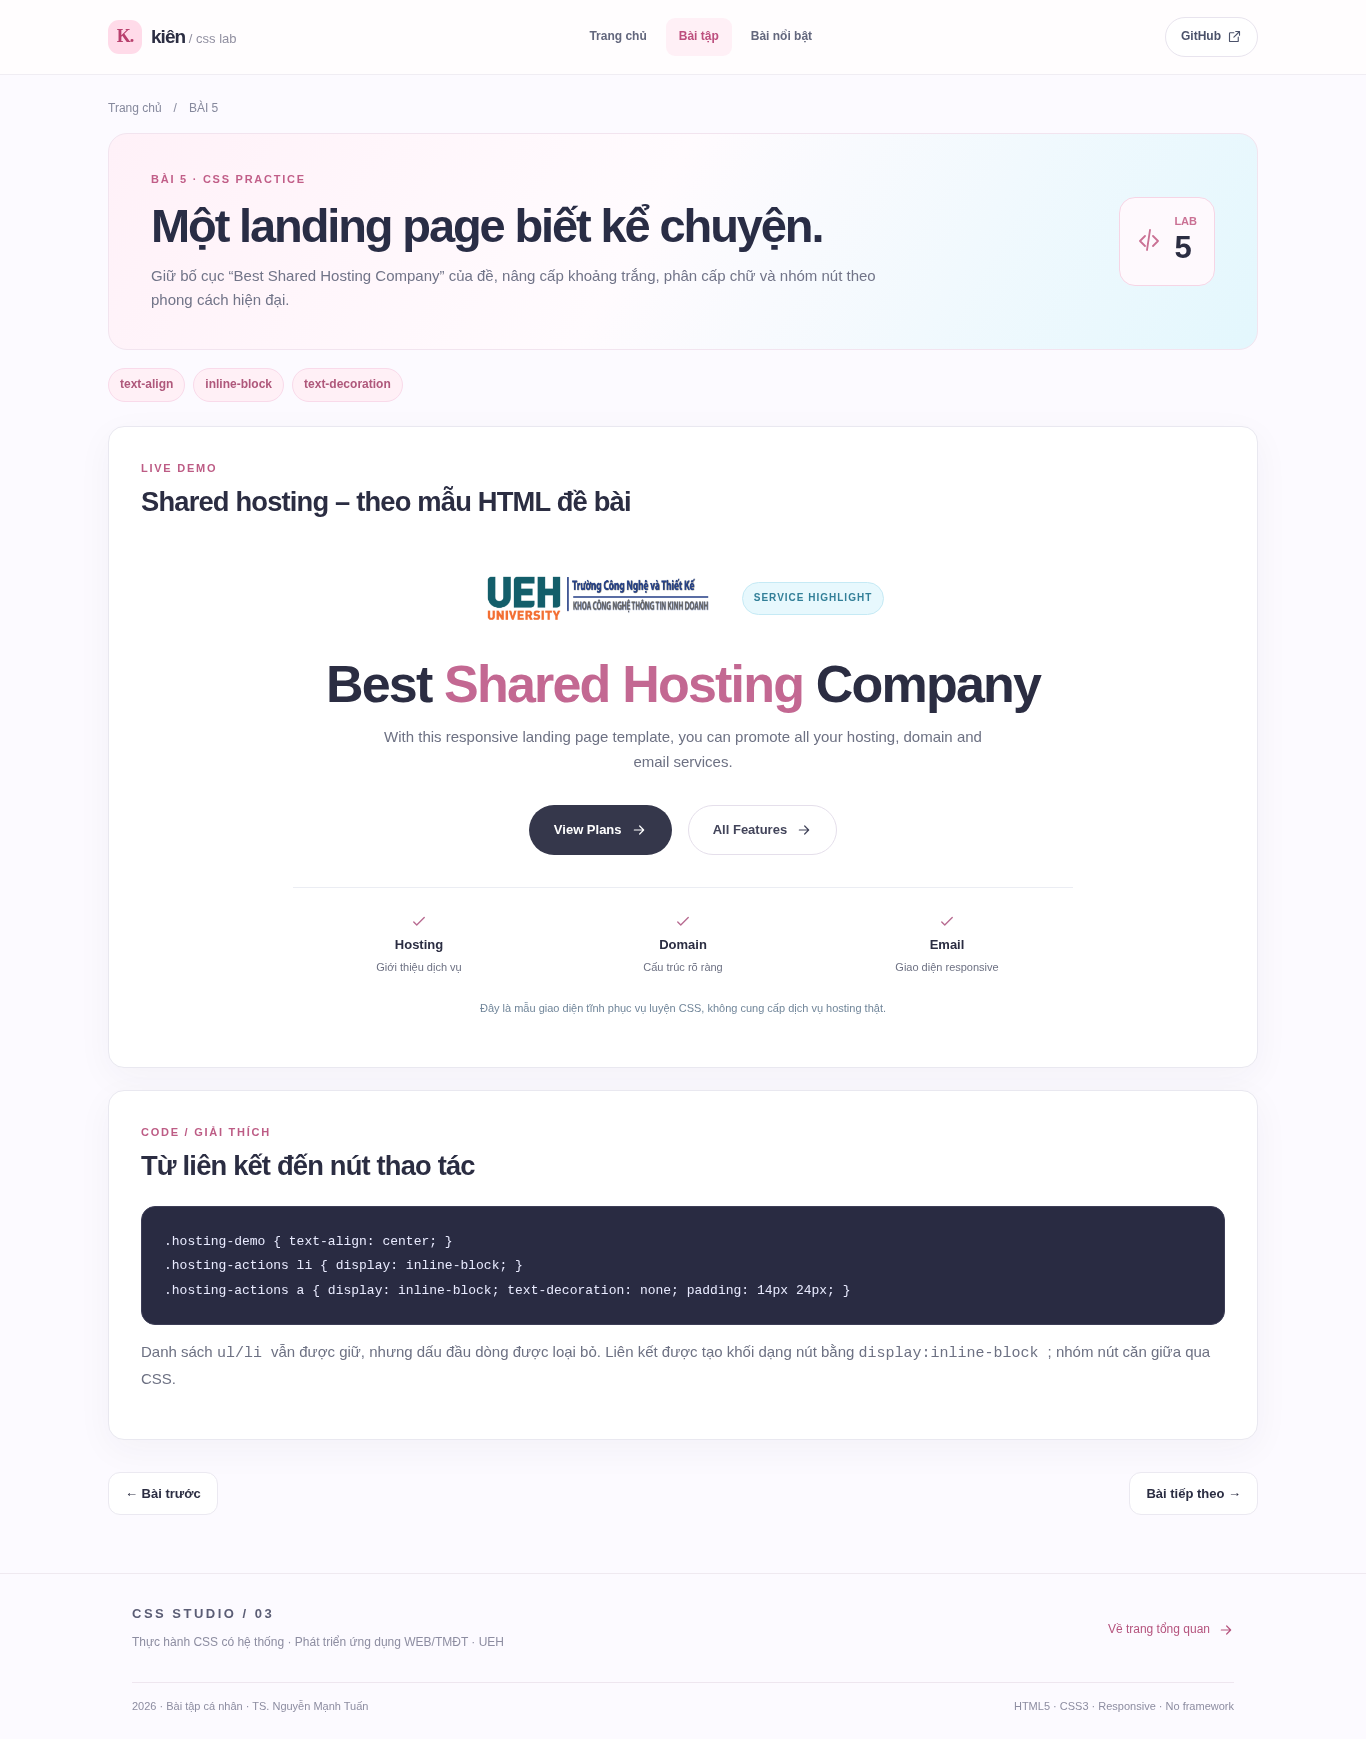 K. kiên / css lab
Trang chủ
Bài tập
Bài nổi bật
GitHub
Trang chủ / BÀI 5
BÀI 5 · CSS PRACTICE
Một landing page biết kể chuyện.
Giữ bố cục “Best Shared Hosting Company” của đề, nâng cấp khoảng trắng, phân cấp chữ và nhóm nút theo
phong cách hiện đại.
LAB
5
text-align
inline-block
text-decoration
LIVE DEMO
Shared hosting – theo mẫu HTML đề bài
UEH
UNIVERSITY
Trường Công Nghệ và Thiết Kế
KHOA CÔNG NGHỆ THÔNG TIN KINH DOANH
SERVICE HIGHLIGHT
Best Shared Hosting Company
With this responsive landing page template, you can promote all your hosting, domain and
email services.
View Plans →
All Features →
Hosting
Giới thiệu dịch vụ
Domain
Cấu trúc rõ ràng
Email
Giao diện responsive
Đây là mẫu giao diện tĩnh phục vụ luyện CSS, không cung cấp dịch vụ hosting thật.
CODE / GIẢI THÍCH
Từ liên kết đến nút thao tác
.hosting-demo { text-align: center; }
.hosting-actions li { display: inline-block; }
.hosting-actions a { display: inline-block; text-decoration: none; padding: 14px 24px; }
Danh sách ul/li vẫn được giữ, nhưng dấu đầu dòng được loại bỏ. Liên kết được tạo khối dạng nút bằng display:inline-block ; nhóm nút căn giữa qua
CSS.
← Bài trước
Bài tiếp theo →
CSS STUDIO / 03
Thực hành CSS có hệ thống · Phát triển ứng dụng WEB/TMĐT · UEH
Về trang tổng quan →
2026 · Bài tập cá nhân · TS. Nguyễn Mạnh Tuấn
HTML5 · CSS3 · Responsive · No framework